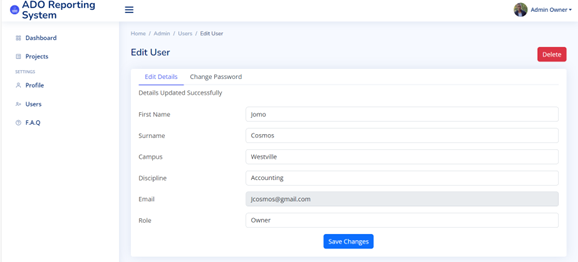 ADO Reporting
System
Admin Owner
Dashboard
Projects
SETTINGS
Profile
Users
F.A.Q
Home / Admin / Users / Edit User
Edit User
Delete
Edit Details Change Password
Details Updated Successfully
First Name Jomo
Surname Cosmos
Campus Westville
Discipline Accounting
Email Jcosmos@gmail.com
Role Owner
Save Changes